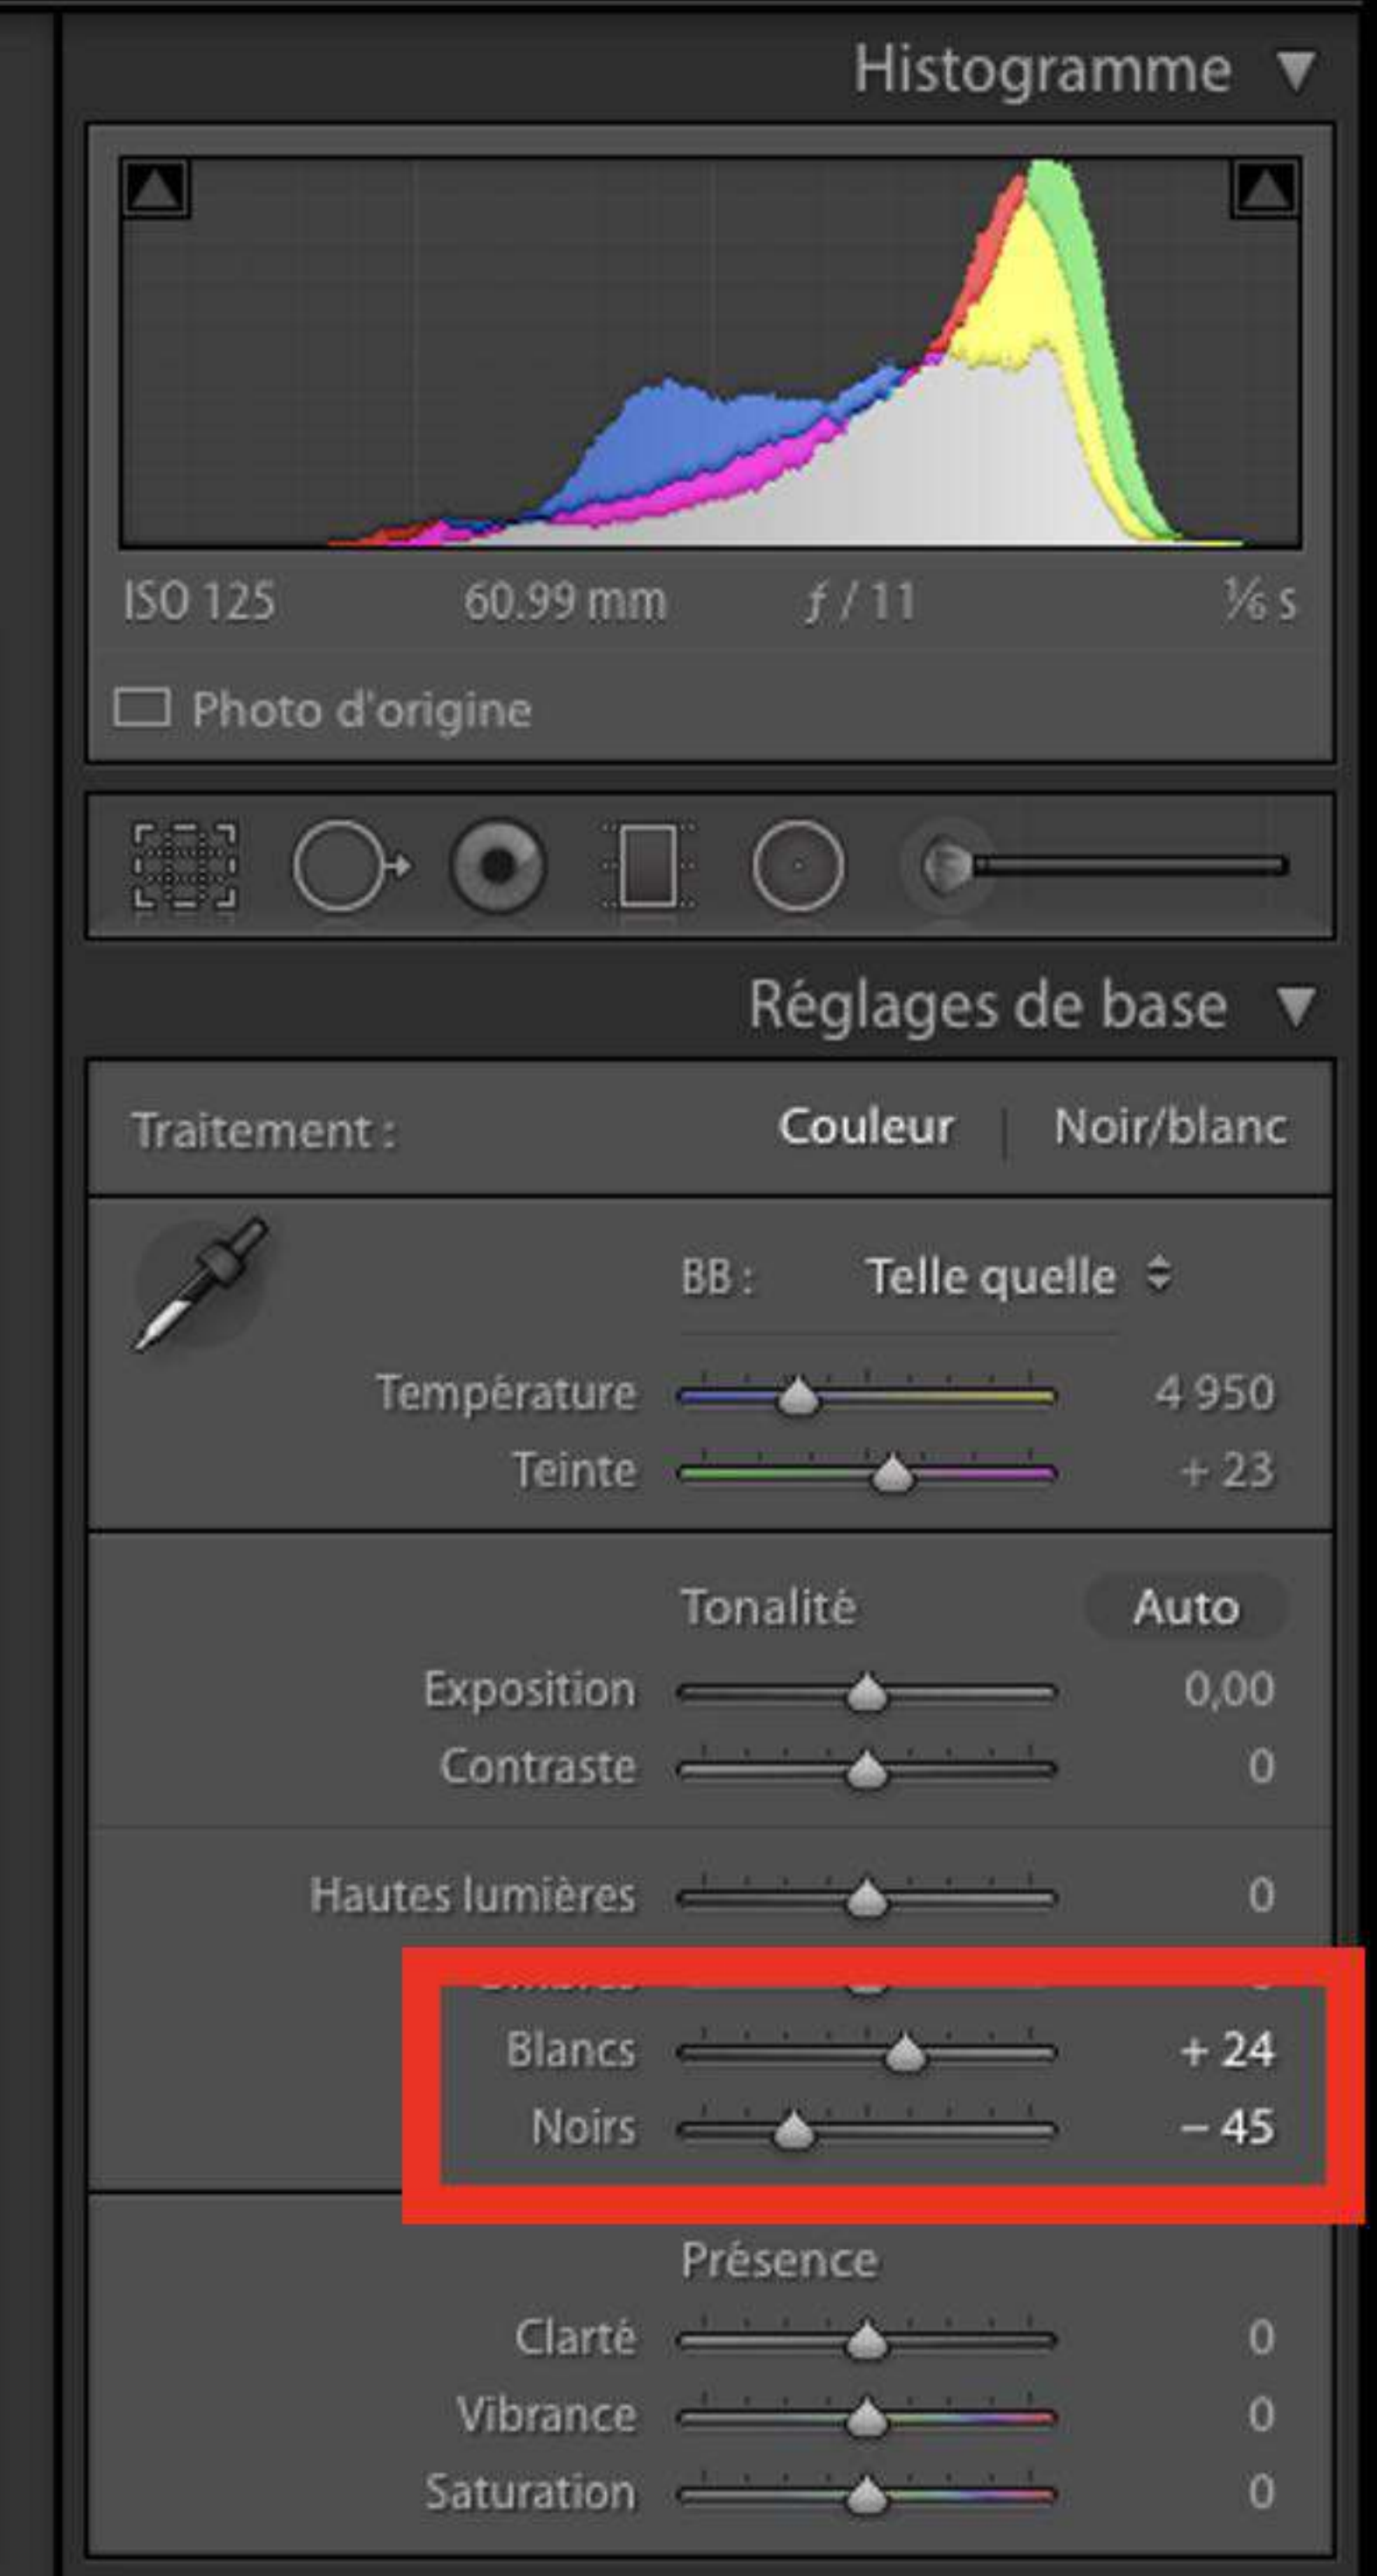 Histogramme
ISO 125 60.99 mm ƒ / 11 ⅙ s
Photo d'origine
Réglages de base
Traitement : Couleur | Noir/blanc
BB : Telle quelle
Température 4 950
Teinte + 23
Tonalité Auto
Exposition 0,00
Contraste 0
Hautes lumières 0
Blancs + 24
Noirs − 45
Présence
Clarté 0
Vibrance 0
Saturation 0